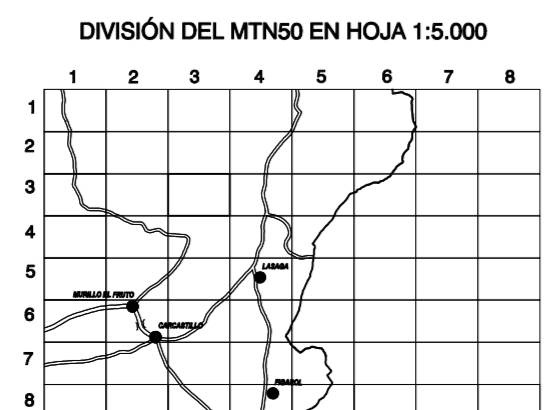 DIVISIÓN DEL MTN50 EN HOJA 1:5.000
1 2 3 4 5 6 7 8
1
2
3
4
5
LASAGA
MURILLO EL FRUTO
6
CARCASTILLO
7
FIGAROL
8